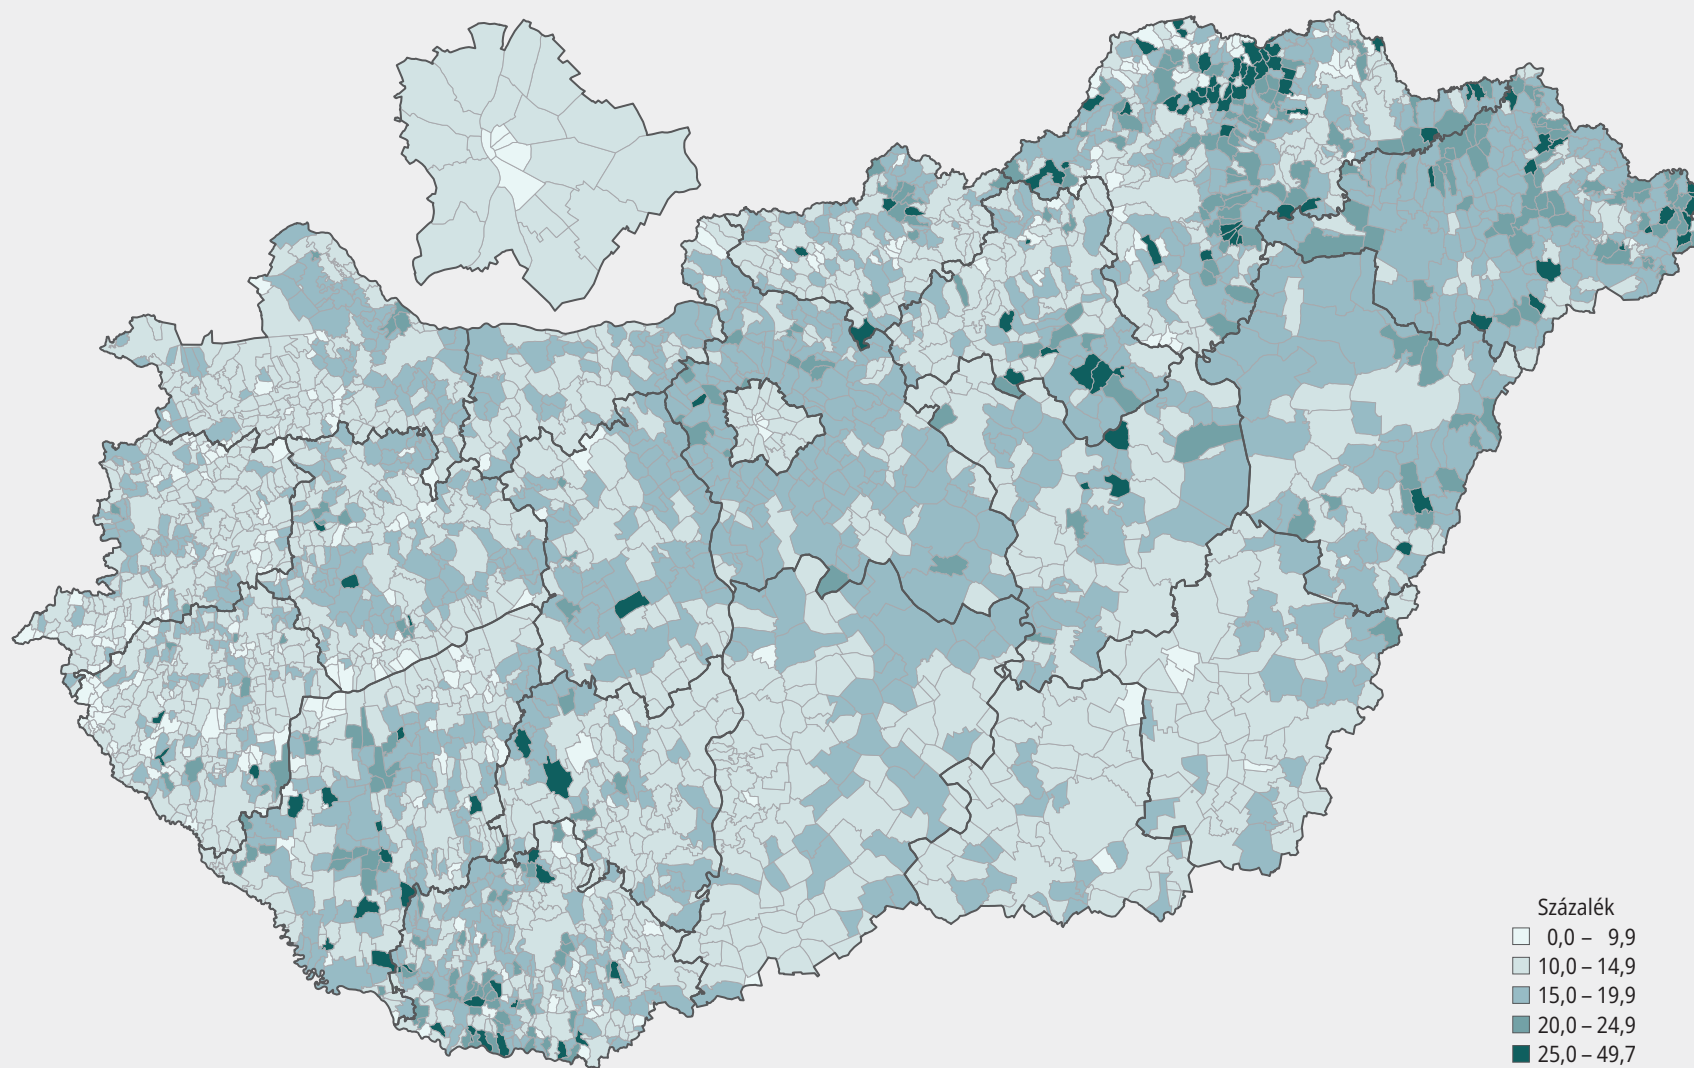 Százalék
0,0 – 9,9
10,0 – 14,9
15,0 – 19,9
20,0 – 24,9
25,0 – 49,7